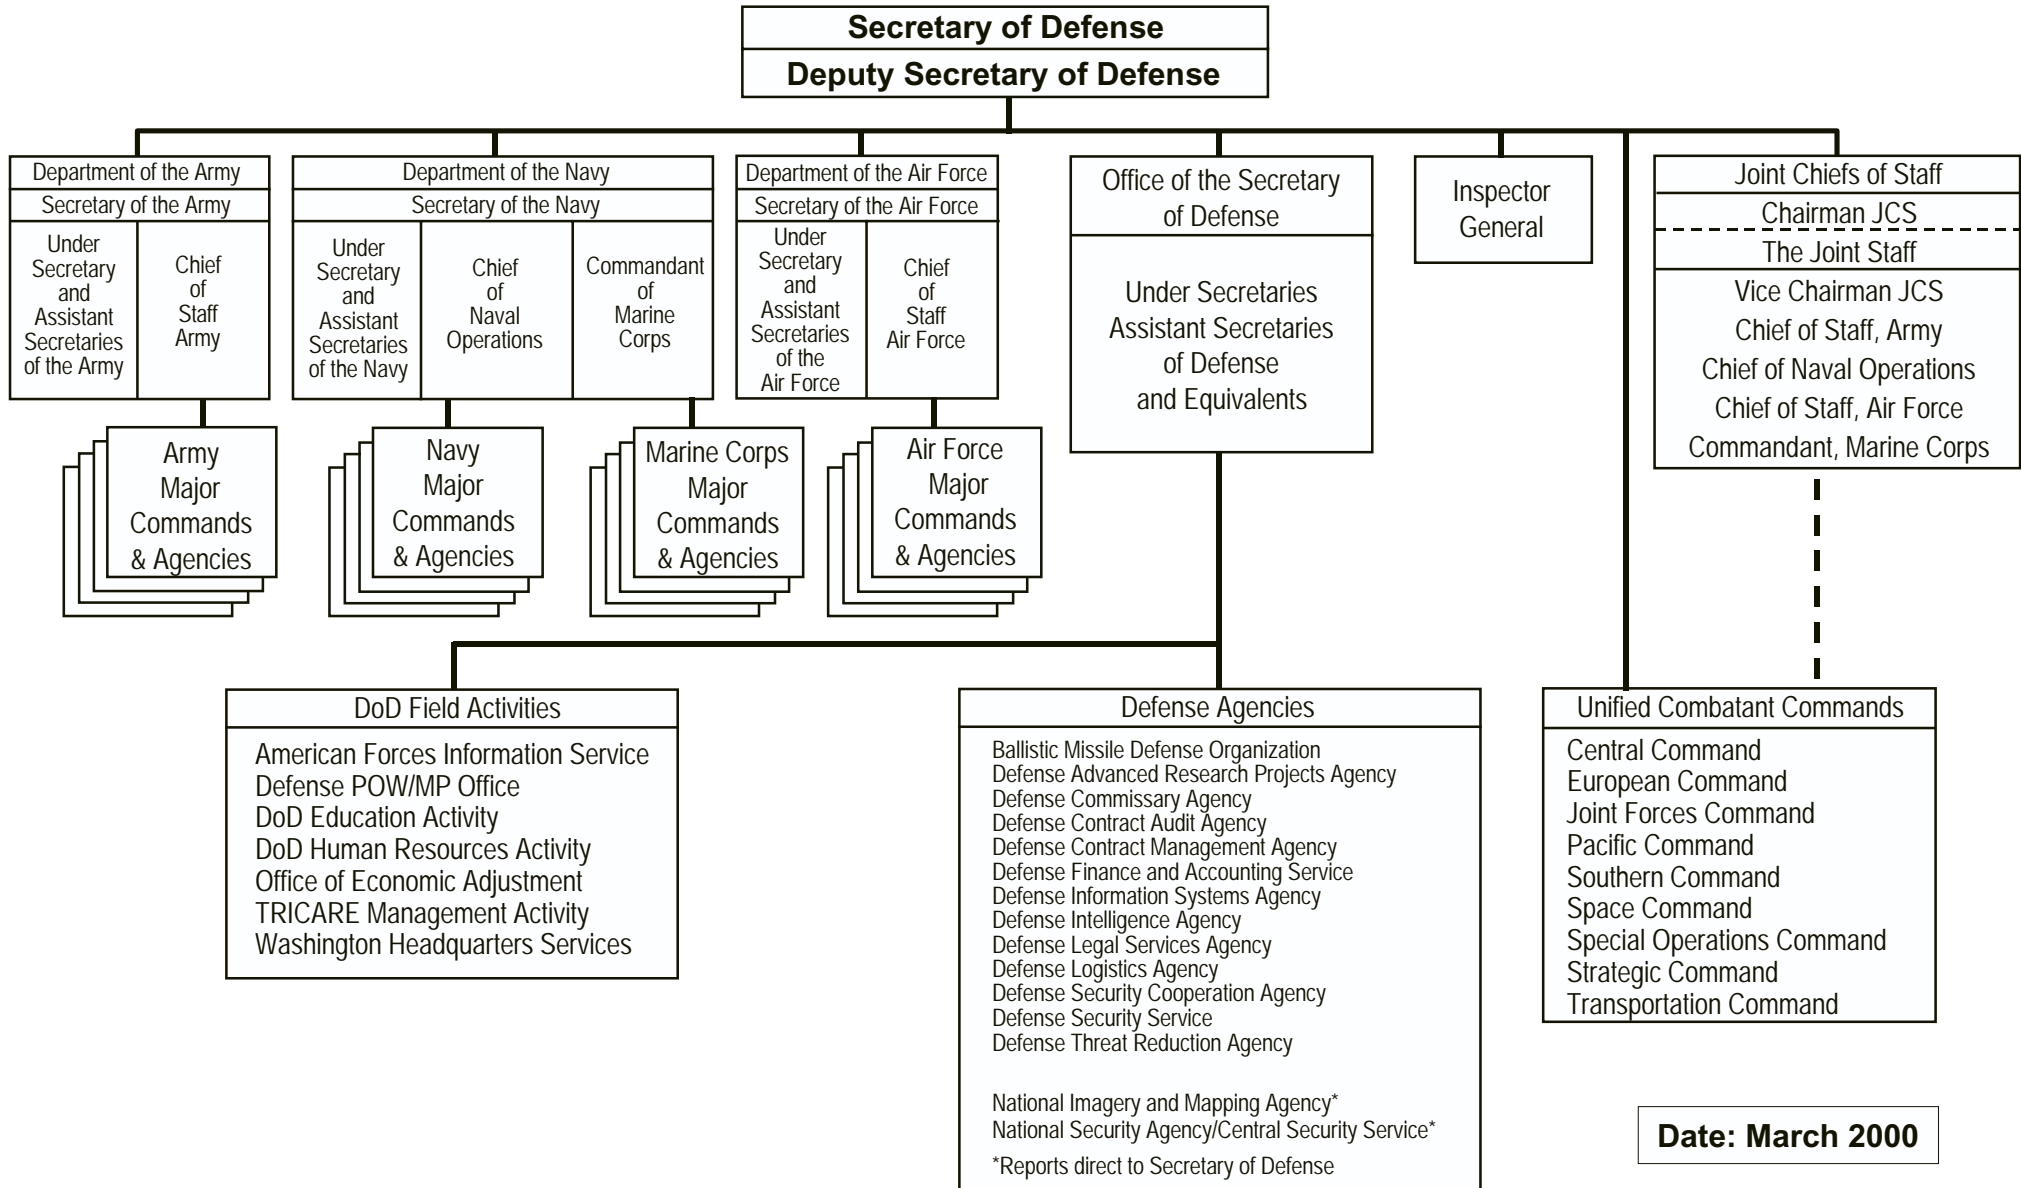 Secretary of Defense
Deputy Secretary of Defense
Department of the Army
Secretary of the Army
Under
Secretary
and
Assistant
Secretaries
of the Army
Chief
of
Staff
Army
Department of the Navy
Secretary of the Navy
Under
Secretary
and
Assistant
Secretaries
of the Navy
Chief
of
Naval
Operations
Commandant
of
Marine
Corps
Department of the Air Force
Secretary of the Air Force
Under
Secretary
and
Assistant
Secretaries
of the
Air Force
Chief
of
Staff
Air Force
Office of the Secretary
of Defense
Under Secretaries
Assistant Secretaries
of Defense
and Equivalents
Inspector
General
Joint Chiefs of Staff
Chairman JCS
The Joint Staff
Vice Chairman JCS
Chief of Staff, Army
Chief of Naval Operations
Chief of Staff, Air Force
Commandant, Marine Corps
Army
Major
Commands
& Agencies
Navy
Major
Commands
& Agencies
Marine Corps
Major
Commands
& Agencies
Air Force
Major
Commands
& Agencies
DoD Field Activities
American Forces Information Service
Defense POW/MP Office
DoD Education Activity
DoD Human Resources Activity
Office of Economic Adjustment
TRICARE Management Activity
Washington Headquarters Services
Defense Agencies
Ballistic Missile Defense Organization
Defense Advanced Research Projects Agency
Defense Commissary Agency
Defense Contract Audit Agency
Defense Contract Management Agency
Defense Finance and Accounting Service
Defense Information Systems Agency
Defense Intelligence Agency
Defense Legal Services Agency
Defense Logistics Agency
Defense Security Cooperation Agency
Defense Security Service
Defense Threat Reduction Agency
National Imagery and Mapping Agency*
National Security Agency/Central Security Service*
*Reports direct to Secretary of Defense
Unified Combatant Commands
Central Command
European Command
Joint Forces Command
Pacific Command
Southern Command
Space Command
Special Operations Command
Strategic Command
Transportation Command
Date: March 2000